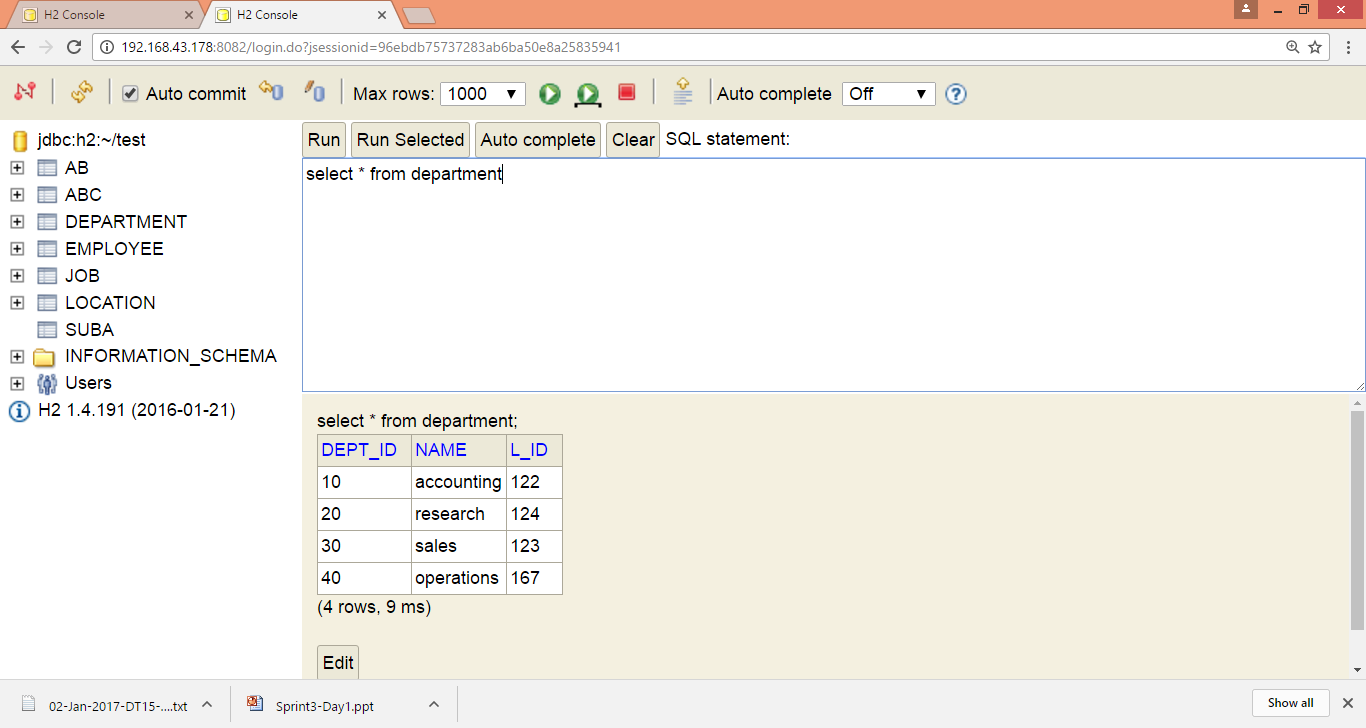 H2 Console
H2 Console
192.168.43.178:8082/login.do?jsessionid=96ebdb75737283ab6ba50e8a25835941
Auto commit Max rows: 1000 Auto complete Off
jdbc:h2:~/test
AB
ABC
DEPARTMENT
EMPLOYEE
JOB
LOCATION
SUBA
INFORMATION_SCHEMA
Users
H2 1.4.191 (2016-01-21)
Run Run Selected Auto complete Clear SQL statement:
select * from department
select * from department;
DEPT_ID NAME L_ID
10 accounting 122
20 research 124
30 sales 123
40 operations 167
(4 rows, 9 ms)
Edit
02-Jan-2017-DT15-....txt Sprint3-Day1.ppt Show all